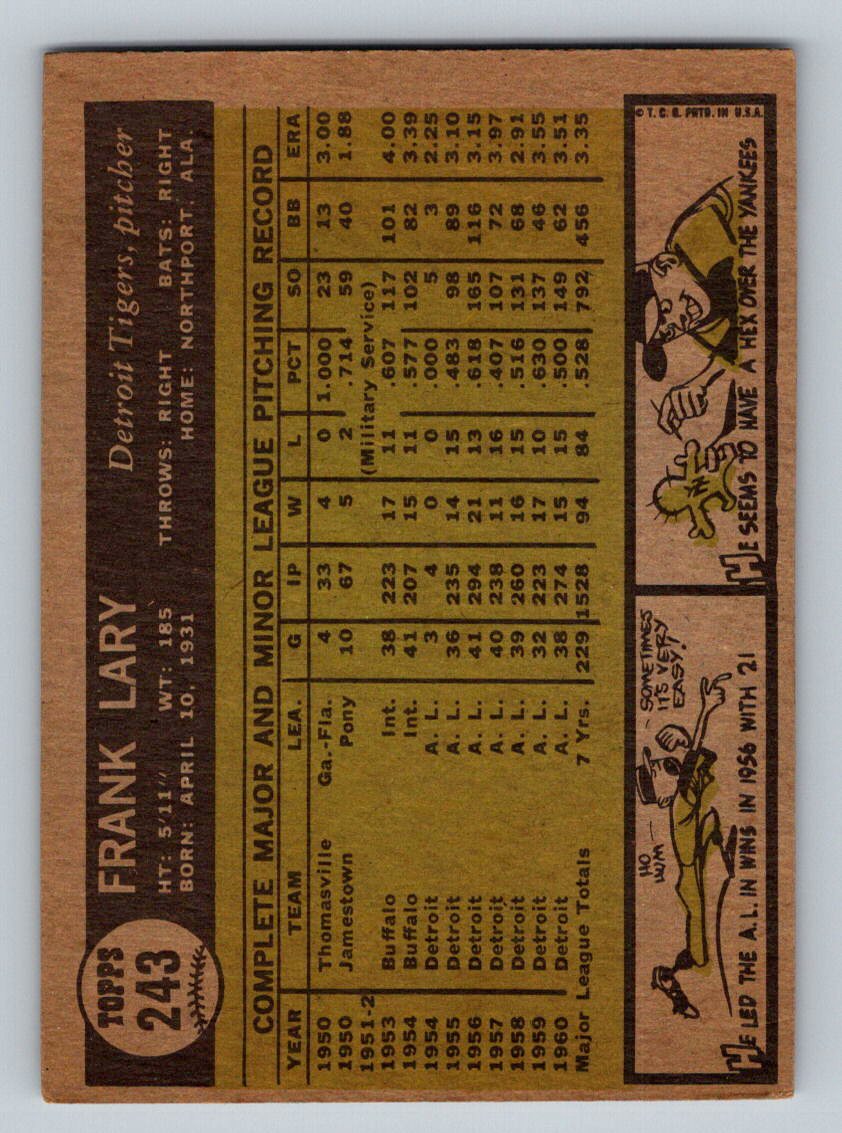 TOPPS
243
FRANK LARY
Detroit Tigers, pitcher
HT: 5'11" WT: 185 THROWS: RIGHT BATS: RIGHT
BORN: APRIL 10, 1931 HOME: NORTHPORT, ALA.
COMPLETE MAJOR AND MINOR LEAGUE PITCHING RECORD
YEAR TEAM LEA. G IP W L PCT SO BB ERA
1950 Thomasville Ga.-Fla. 4 33 4 0 1.000 23 13 3.00
1950 Jamestown Pony 10 67 5 2 .714 59 40 1.88
1951-2 (Military Service)
1953 Buffalo Int. 38 223 17 11 .607 117 101 4.00
1954 Buffalo Int. 41 207 15 11 .577 102 82 3.39
1954 Detroit A. L. 3 4 0 0 .000 5 3 2.25
1955 Detroit A. L. 36 235 14 15 .483 98 89 3.10
1956 Detroit A. L. 41 294 21 13 .618 165 116 3.15
1957 Detroit A. L. 40 238 11 16 .407 107 72 3.97
1958 Detroit A. L. 39 260 16 15 .516 131 68 2.91
1959 Detroit A. L. 32 223 17 10 .630 137 46 3.55
1960 Detroit A. L. 38 274 15 15 .500 149 62 3.51
Major League Totals 7 Yrs. 229 1528 94 84 .528 792 456 3.35
HO
HUM—
—SOMETIMES
IT'S VERY
EASY!
HE LED THE A.L. IN WINS IN 1956 WITH 21
© T. C. G. PRTD. IN U.S.A.
HE SEEMS TO HAVE A HEX OVER THE YANKEES